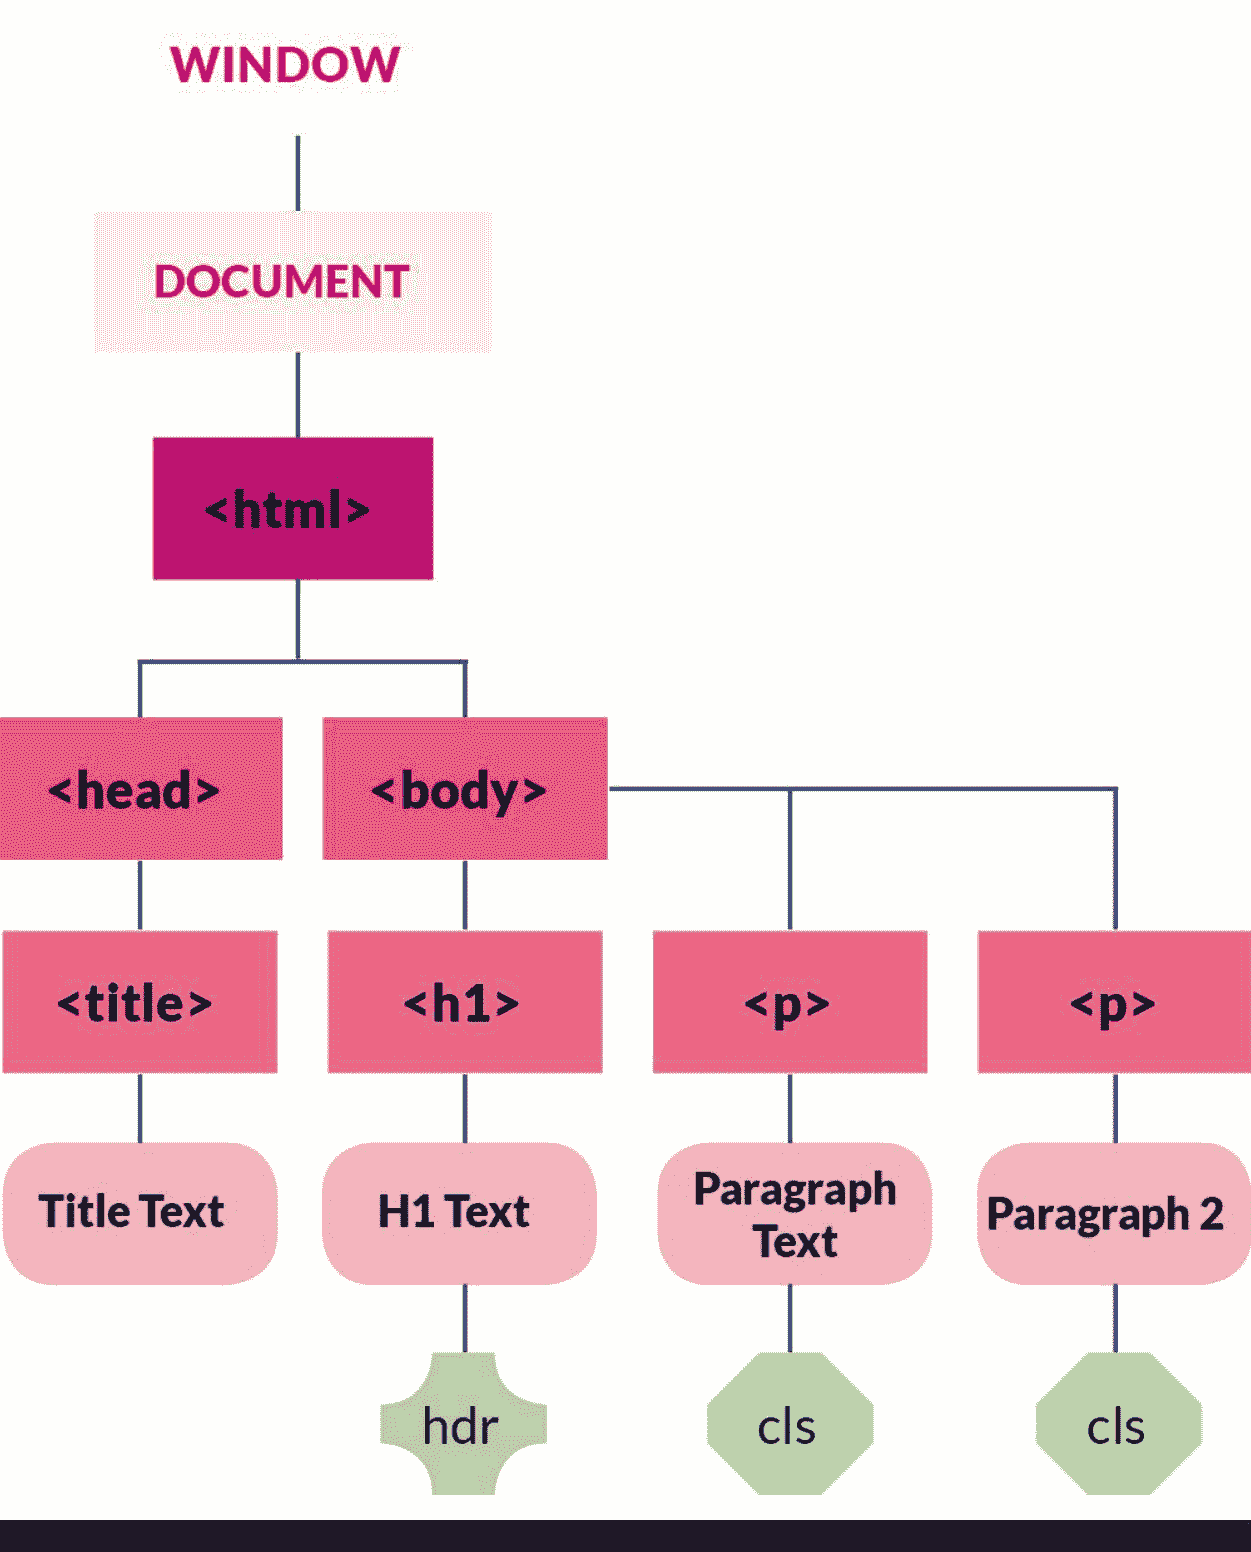 WINDOW
DOCUMENT
<html>
<head>
<body>
<title>
<h1>
<p>
<p>
Title Text
H1 Text
Paragraph
Text
Paragraph 2
hdr
cls
cls